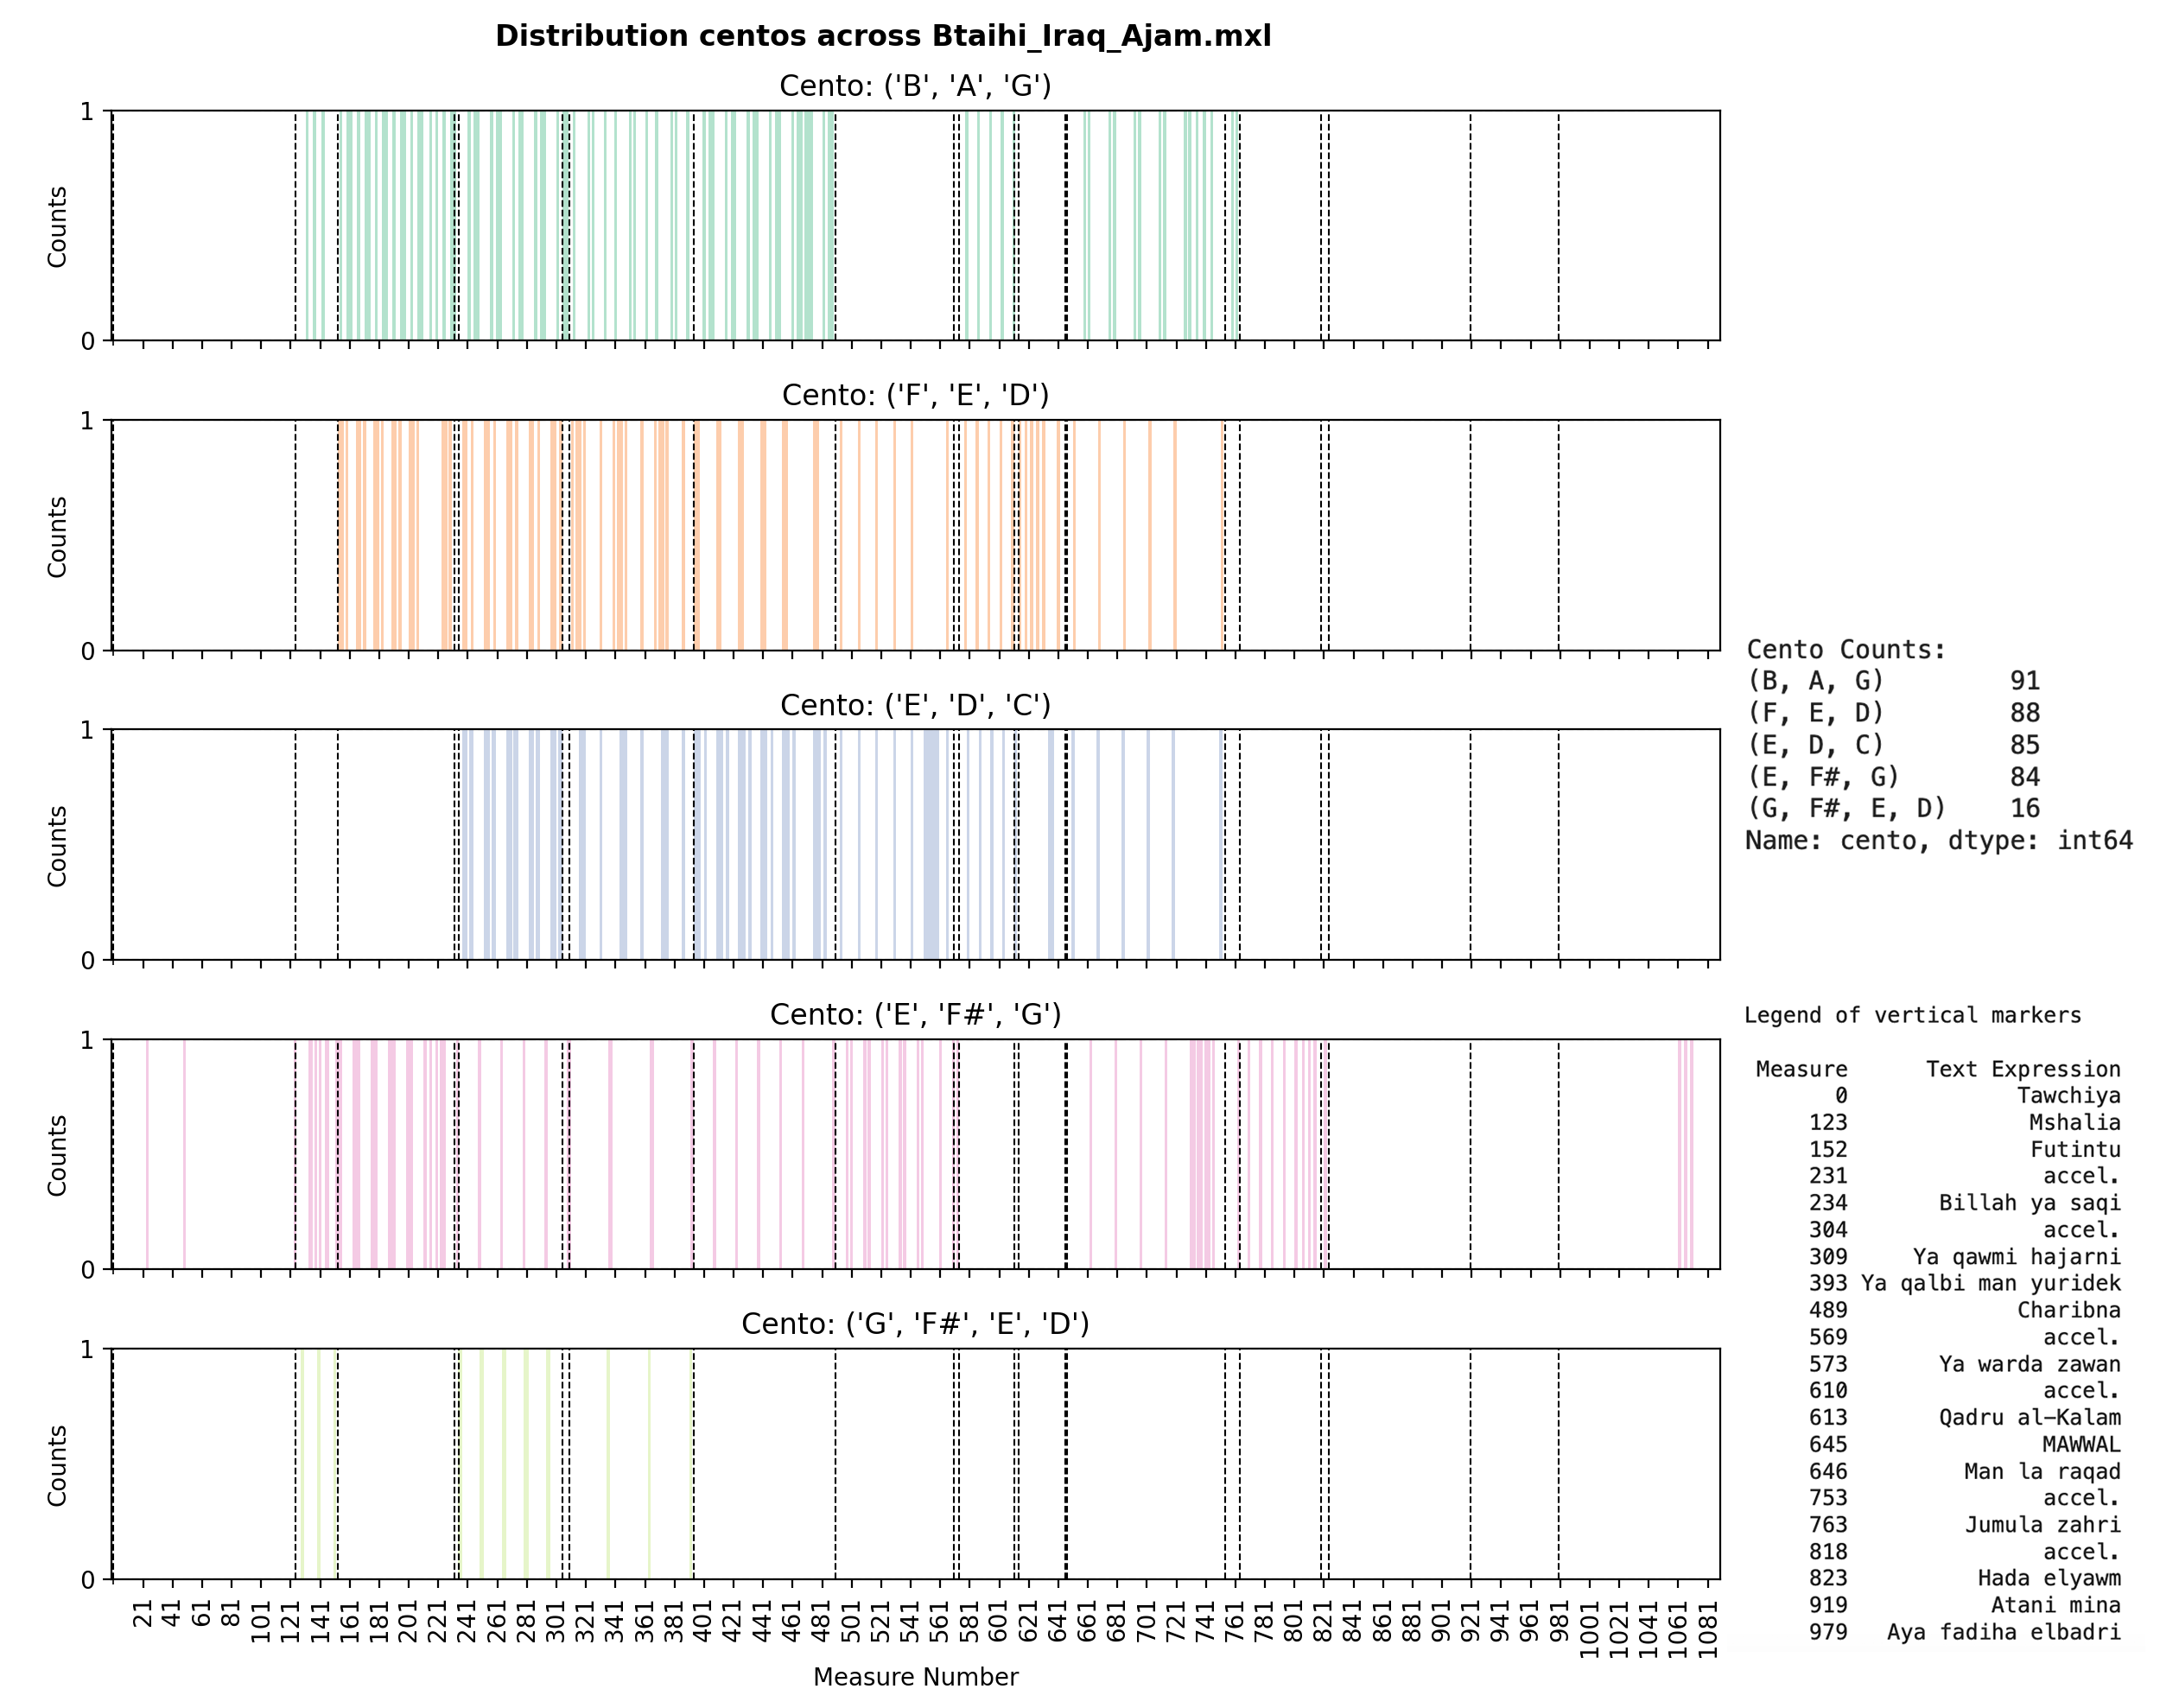 Distribution centos across Btaihi_Iraq_Ajam.mxl
Cento: ('B', 'A', 'G')
1
Counts
0
Cento: ('F', 'E', 'D')
1
Counts
0
Cento: ('E', 'D', 'C')
1
Counts
0
Cento: ('E', 'F#', 'G')
1
Counts
0
Cento: ('G', 'F#', 'E', 'D')
1
Counts
0
21 41 61 81 101 121 141 161 181 201 221 241 261 281 301 321 341 361 381 401 421 441 461 481 501 521 541 561 581 601 621 641 661 681 701 721 741 761 781 801 821 841 861 881 901 921 941 961 981 1001 1021 1041 1061 1081
Measure Number
Cento Counts:
(B, A, G) 91
(F, E, D) 88
(E, D, C) 85
(E, F#, G) 84
(G, F#, E, D) 16
Name: cento, dtype: int64
Legend of vertical markers
Measure Text Expression
0 Tawchiya
123 Mshalia
152 Futintu
231 accel.
234 Billah ya saqi
304 accel.
309 Ya qawmi hajarni
393 Ya qalbi man yuridek
489 Charibna
569 accel.
573 Ya warda zawan
610 accel.
613 Qadru al-Kalam
645 MAWWAL
646 Man la raqad
753 accel.
763 Jumula zahri
818 accel.
823 Hada elyawm
919 Atani mina
979 Aya fadiha elbadri